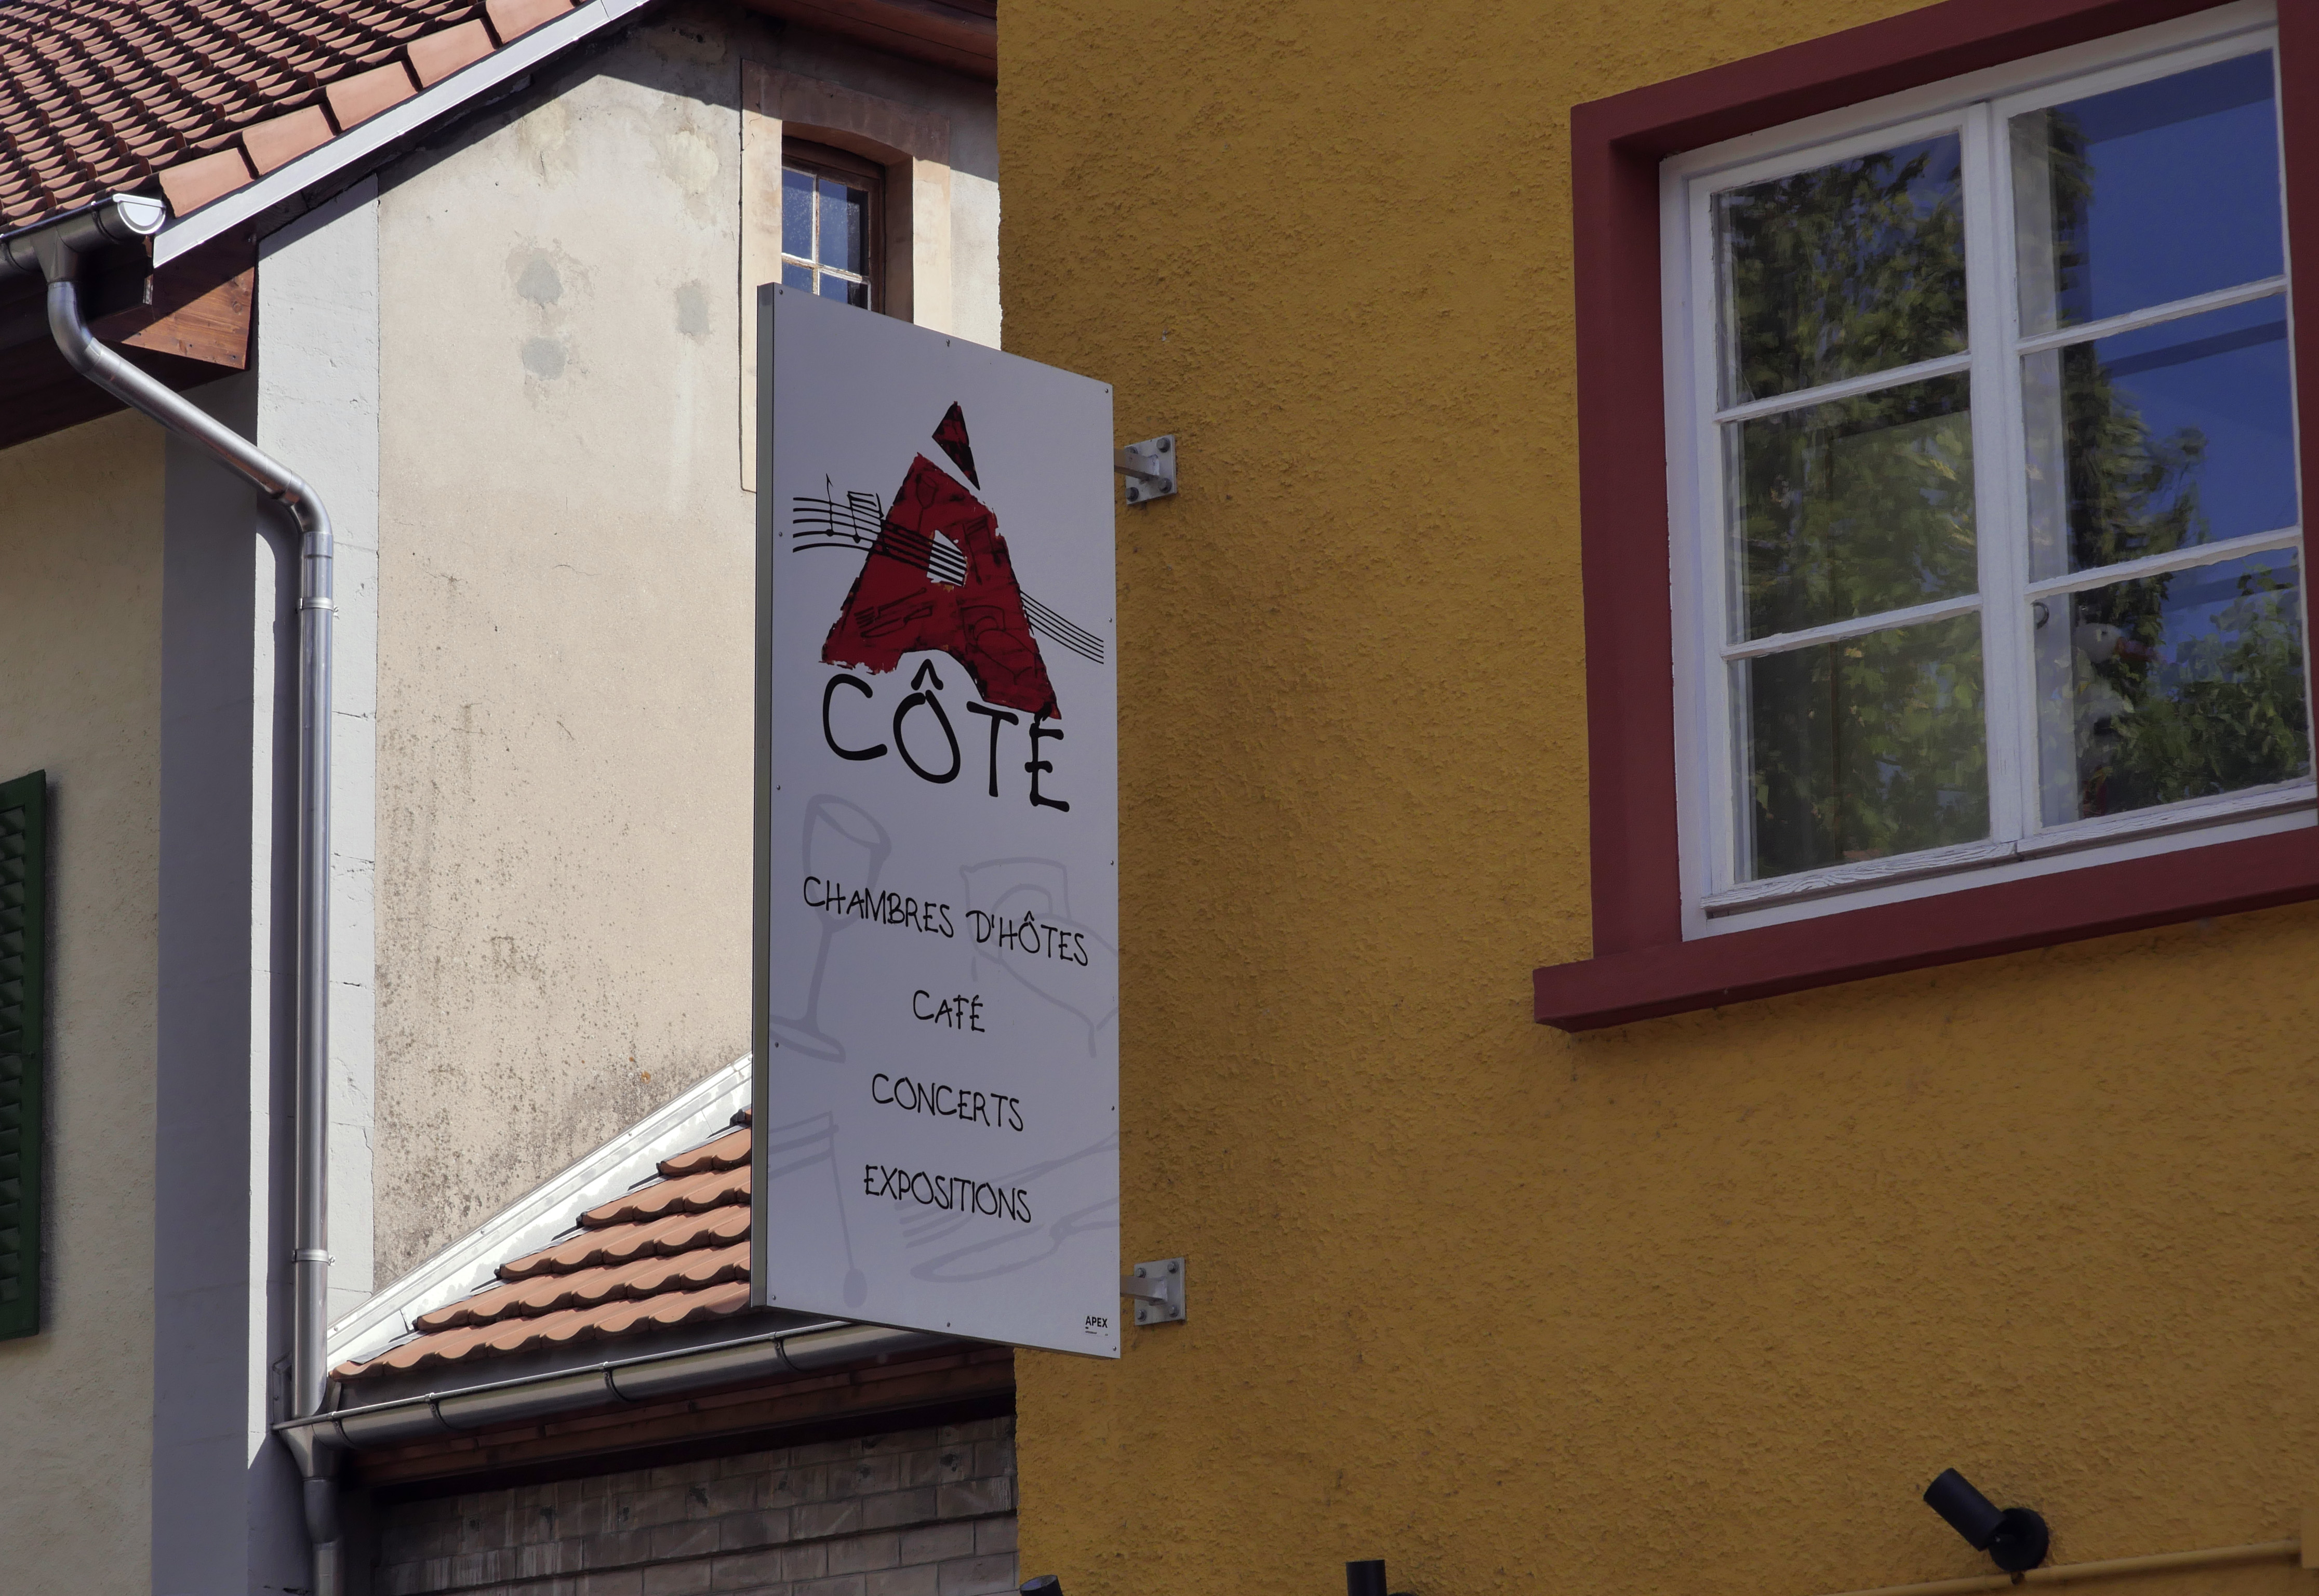 À
CÔTÉ
CHAMBRES D'HÔTES
CAFÉ
CONCERTS
EXPOSITIONS
APEX